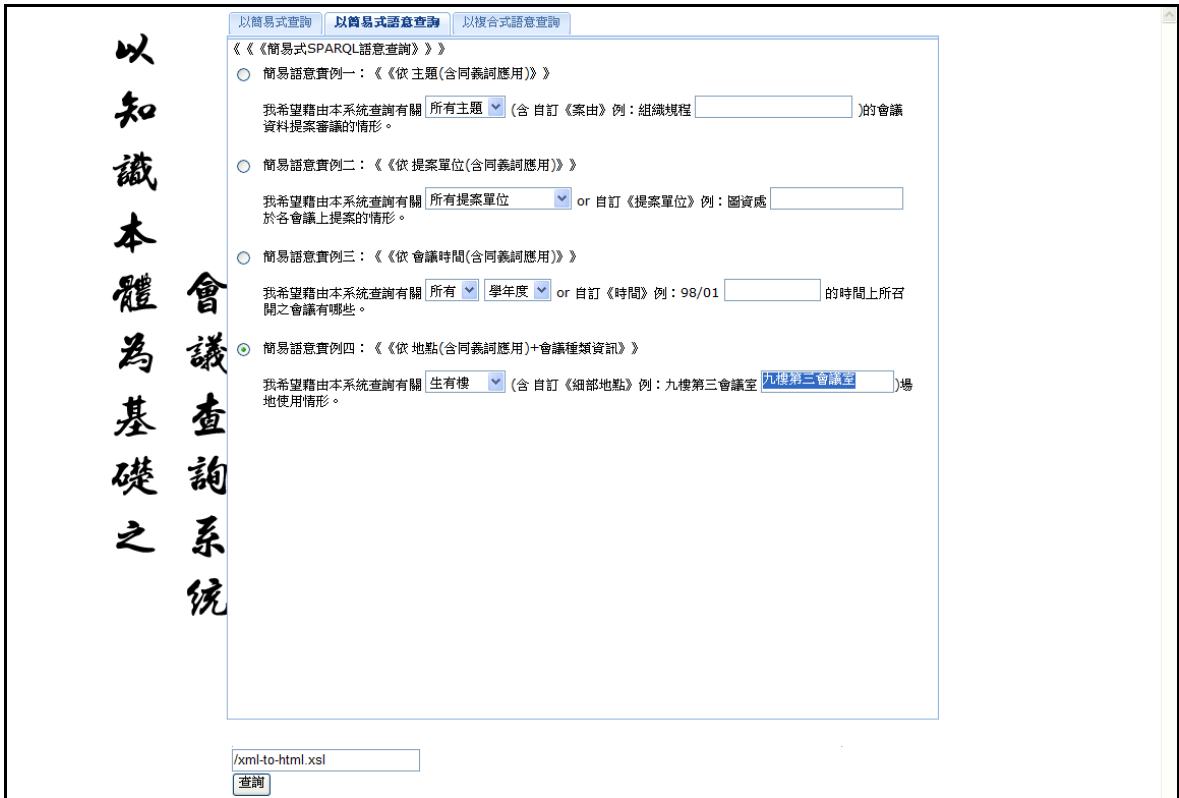 以知識本體為基礎之
會議查詢系統
以簡易式查詢 以簡易式語意查詢 以複合式語意查詢
《《《簡易式SPARQL語意查詢》》》
簡易語意實例一：《《依 主題(含同義詞應用)》》
我希望藉由本系統查詢有關 所有主題 (含 自訂《案由》例：組織規程 )的會議
資料提案審議的情形。
簡易語意實例二：《《依 提案單位(含同義詞應用)》》
我希望藉由本系統查詢有關 所有提案單位 or 自訂《提案單位》例：圖資處
於各會議上提案的情形。
簡易語意實例三：《《依 會議時間(含同義詞應用)》》
我希望藉由本系統查詢有關 所有 學年度 or 自訂《時間》例：98/01 的時間上所召
開之會議有哪些。
簡易語意實例四：《《依 地點(含同義詞應用)+會議種類資訊》》
我希望藉由本系統查詢有關 生有樓 (含 自訂《細部地點》例：九樓第三會議室 九樓第三會議室 )場
地使用情形。
/xml-to-html.xsl
查詢